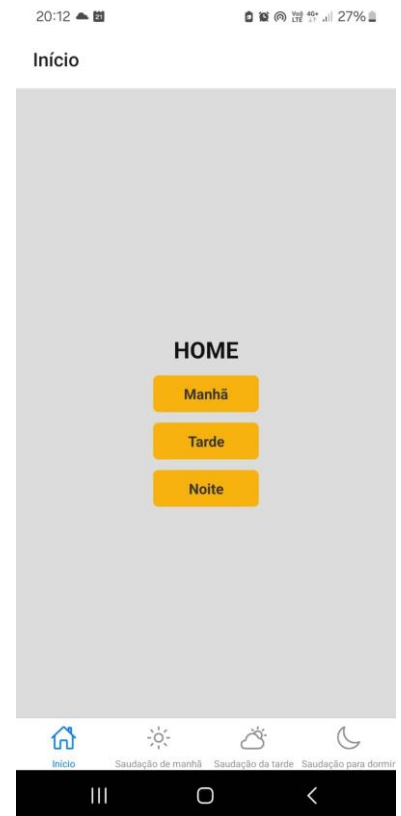 20:12 27%
Início
HOME
Manhã
Tarde
Noite
Início Saudação de manhã Saudação da tarde Saudação para dormir